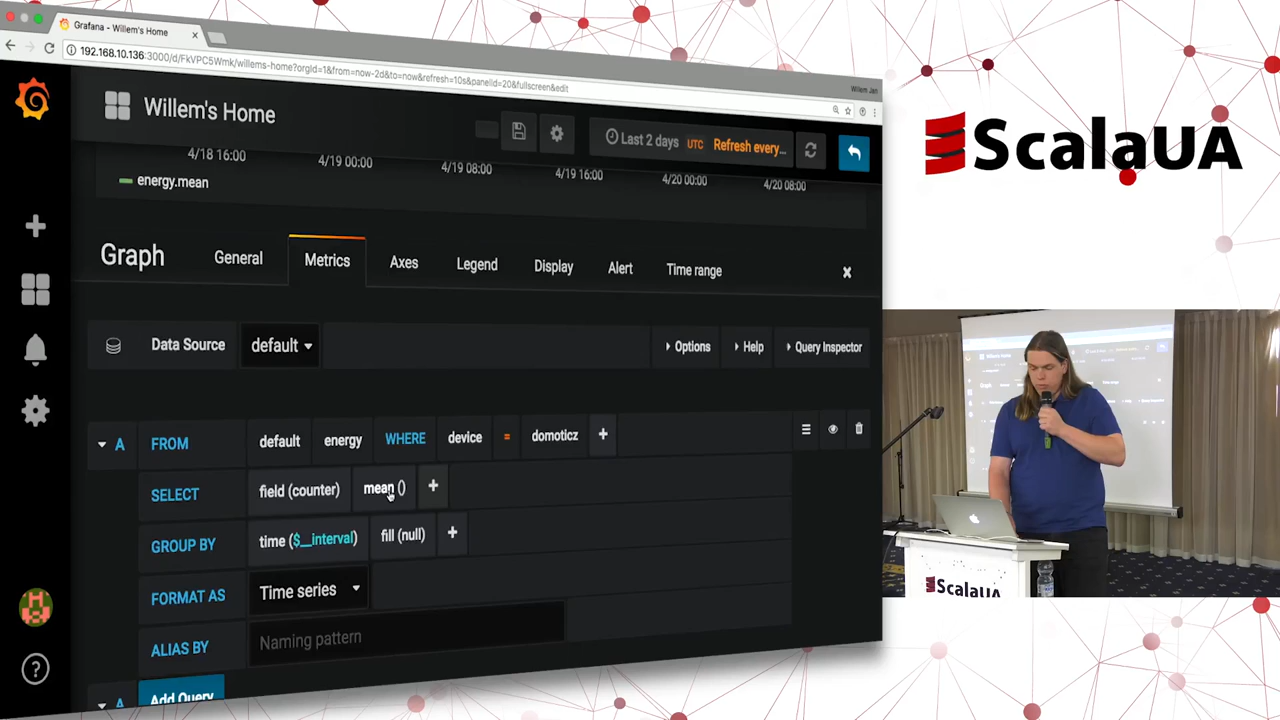 Grafana - Willem's Home
192.168.10.136:3000/d/FkVPC5Wmk/willems-home?orgId=1&from=now-2d&to=now&refresh=10s&panelId=20&fullscreen&edit
Willem Jan
Willem's Home
Last 2 days UTC Refresh every...
4/18 16:00 4/19 00:00 4/19 08:00 4/19 16:00 4/20 00:00 4/20 08:00
energy.mean
Graph General Metrics Axes Legend Display Alert Time range
Data Source default Options Help Query Inspector
A FROM default energy WHERE device = domoticz +
SELECT field (counter) mean () +
GROUP BY time ($__interval) fill (null) +
FORMAT AS Time series
ALIAS BY Naming pattern
A Add Query
ScalaUA
ScalaUA